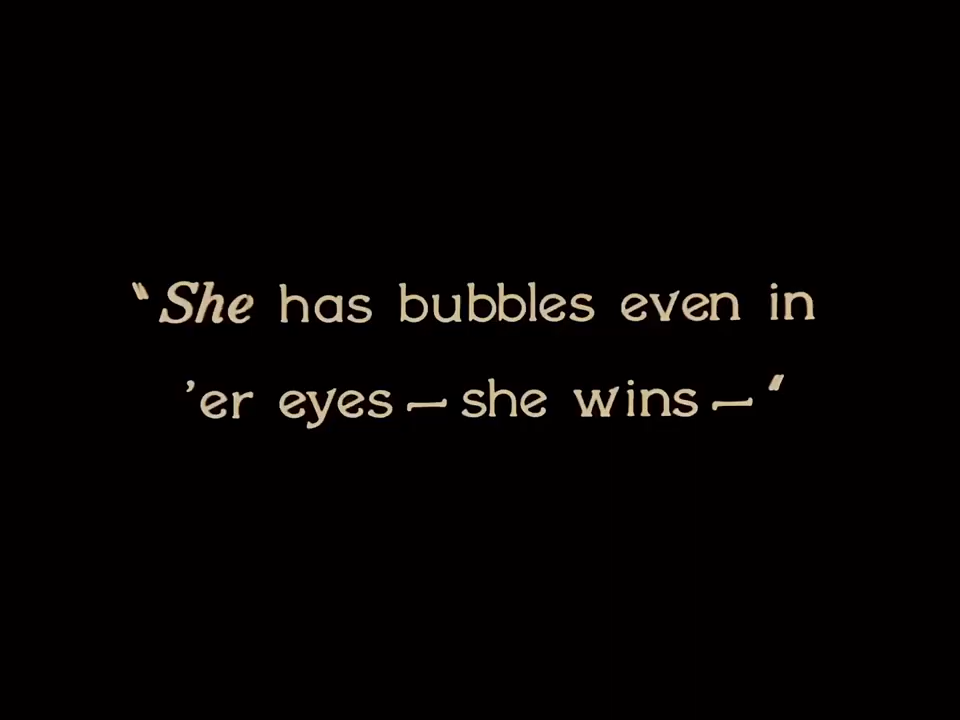 "She has bubbles even in
'er eyes — she wins — "